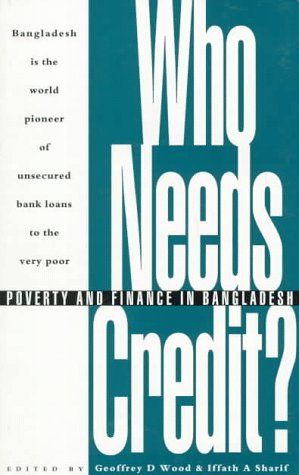 Bangladesh
is the
world
pioneer
of
unsecured
bank loans
to the
very poor
Who
Needs
POVERTY AND FINANCE IN BANGLADESH
Credit?
EDITED BY Geoffrey D Wood & Iffath A Sharif